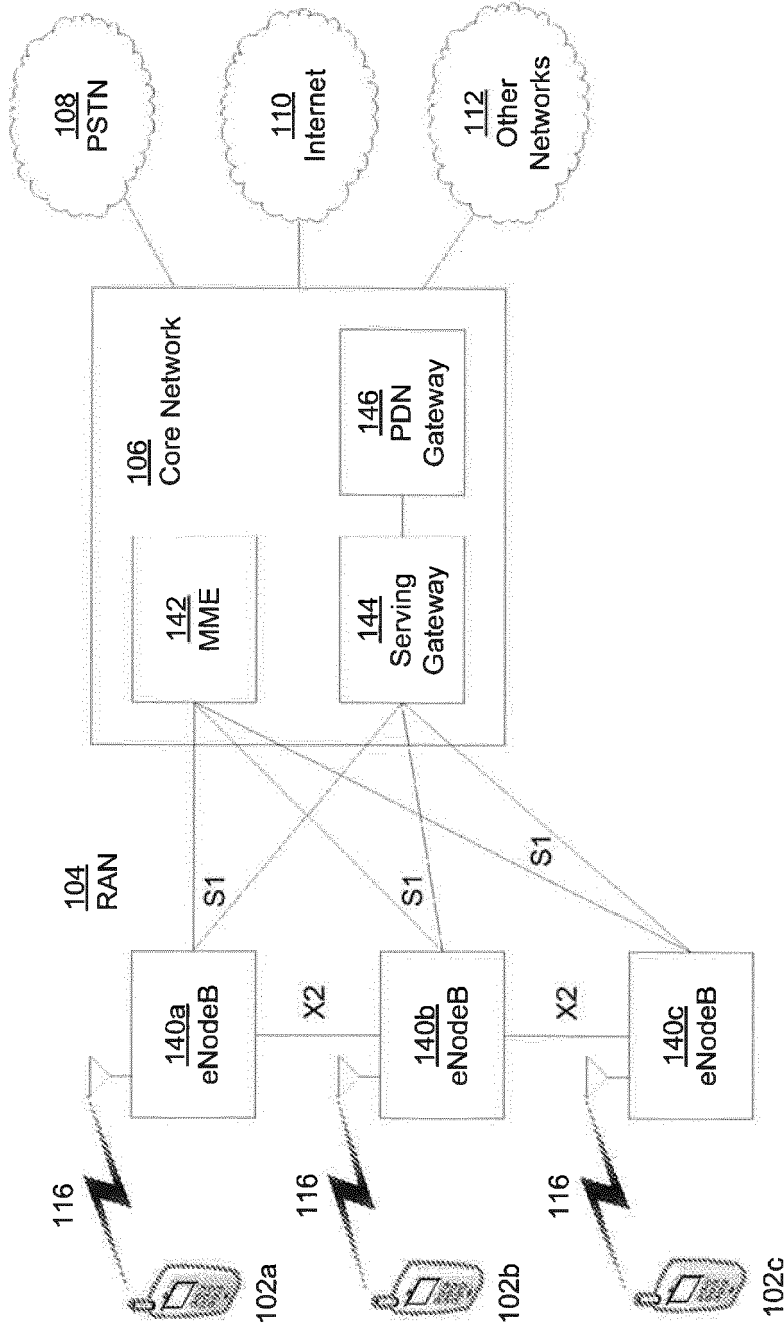 108
PSTN
110
Internet
112
Other
Networks
106
Core Network
142
MME
146
PDN
Gateway
144
Serving
Gateway
104
RAN
S1
S1
S1
140a
eNodeB
X2
140b
eNodeB
X2
140c
eNodeB
116
116
116
102a
102b
102c